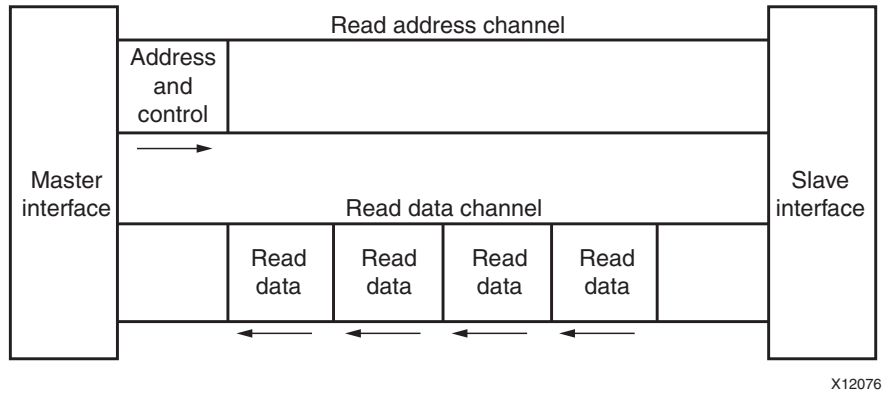 Read address channel
Address
and
control
Master
interface
Slave
interface
Read data channel
Read
data
Read
data
Read
data
Read
data
X12076